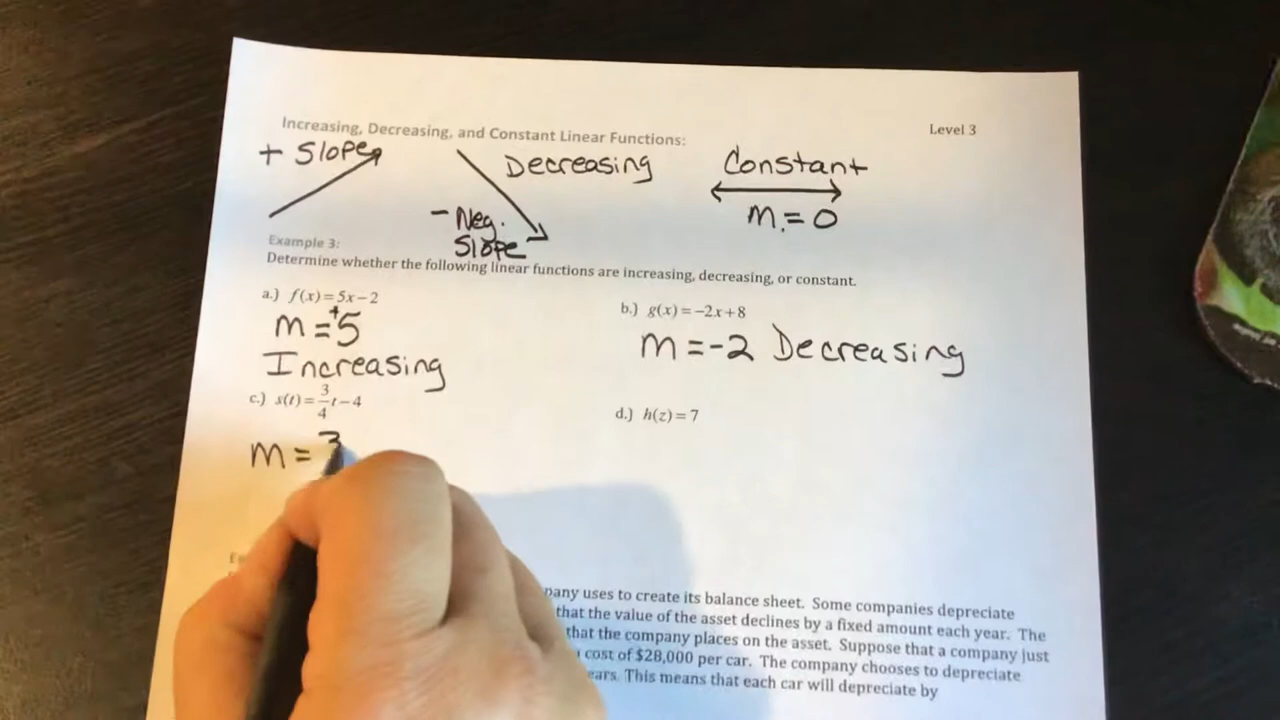 Increasing, Decreasing, and Constant Linear Functions:
Level 3
+ Slope
Decreasing
Constant
- Neg.
Slope
m = 0
Example 3:
Determine whether the following linear functions are increasing, decreasing, or constant.
a.) f(x)=5x−2
m = +5
Increasing
b.) g(x)=−2x+8
m = -2 Decreasing
c.) s(t)=3/4t−4
m = 3
d.) h(z)=7
pany uses to create its balance sheet. Some companies depreciate
that the value of the asset declines by a fixed amount each year. The
that the company places on the asset. Suppose that a company just
cost of $28,000 per car. The company chooses to depreciate
ears. This means that each car will depreciate by